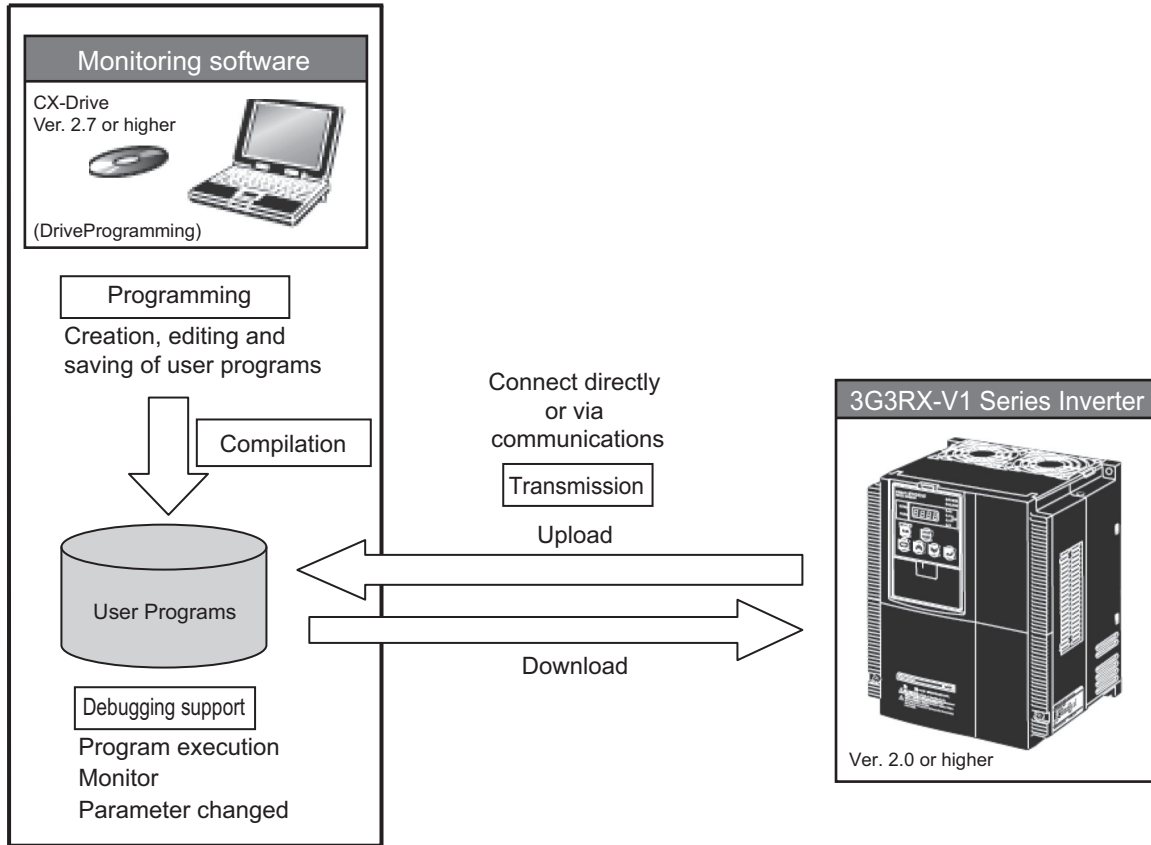 Monitoring software
CX-Drive
Ver. 2.7 or higher
(DriveProgramming)
Programming
Creation, editing and
saving of user programs
Compilation
User Programs
Debugging support
Program execution
Monitor
Parameter changed
Connect directly
or via
communications
Transmission
Upload
Download
3G3RX-V1 Series Inverter
Ver. 2.0 or higher